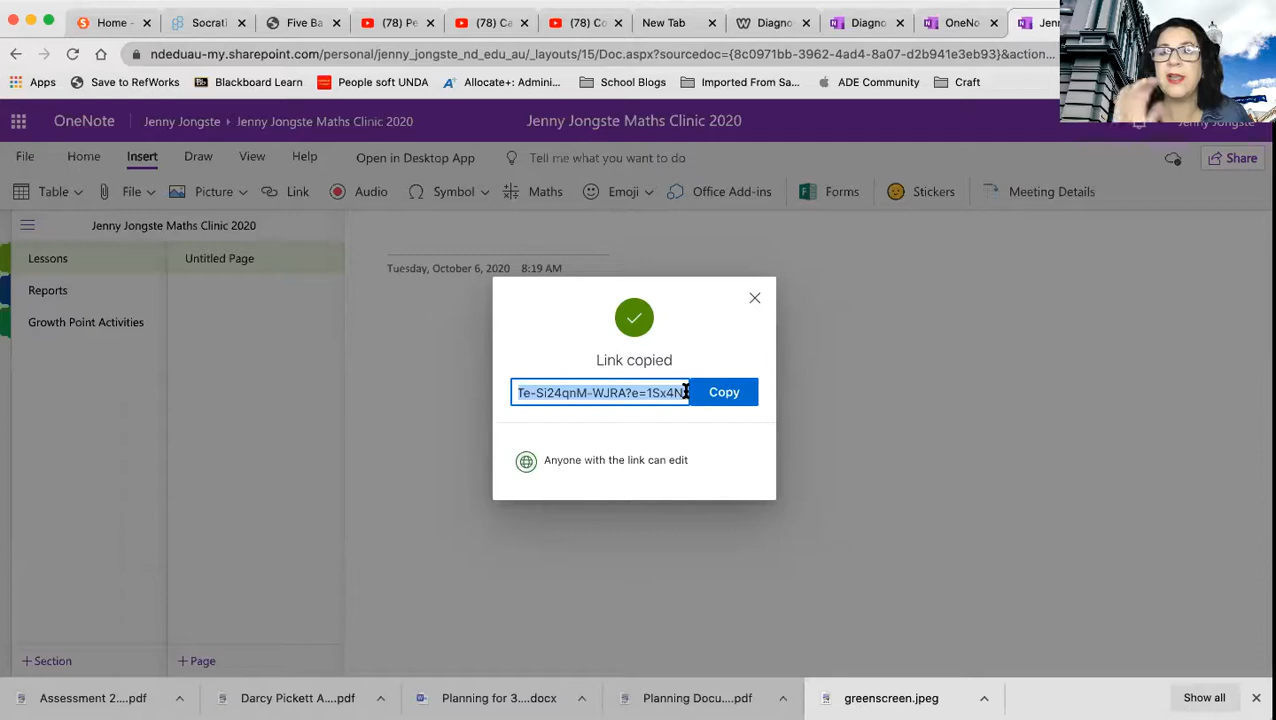 Home -
Socrati
Five Ba
(78) Pe
(78) Ca
(78) Co
New Tab
Diagno
Diagno
OneNo
Jenn
ndeduau-my.sharepoint.com/
_jongste_nd_edu_au/_layouts/15/Doc.aspx?sourcedoc={8c0971bb-3962-4ad4-8a07-d2b941e3eb93}&action...
Apps
Save to RefWorks
Blackboard Learn
PeopleOnNDA
Allocate+: Admini...
School Blogs
Imported From Sa...
ADE Community
Craft
OneNote
Jenny Jongste › Jenny Jongste Maths Clinic 2020
Jenny Jongste Maths Clinic 2020
Jenny Jongste
File
Home
Insert
Draw
View
Help
Open in Desktop App
Tell me what you want to do
Share
Table
File
Picture
Link
Audio
Symbol
Maths
Emoji
Office Add-ins
Forms
Stickers
Meeting Details
Jenny Jongste Maths Clinic 2020
Lessons
Untitled Page
Reports
Growth Point Activities
Tuesday, October 6, 2020 8:19 AM
Link copied
Te-Si24qnM-WJRA?e=1Sx4N
Copy
Anyone with the link can edit
+ Section
+ Page
Assessment 2....pdf
Darcy Pickett A....pdf
Planning for 3....docx
Planning Docu....pdf
greenscreen.jpeg
Show all